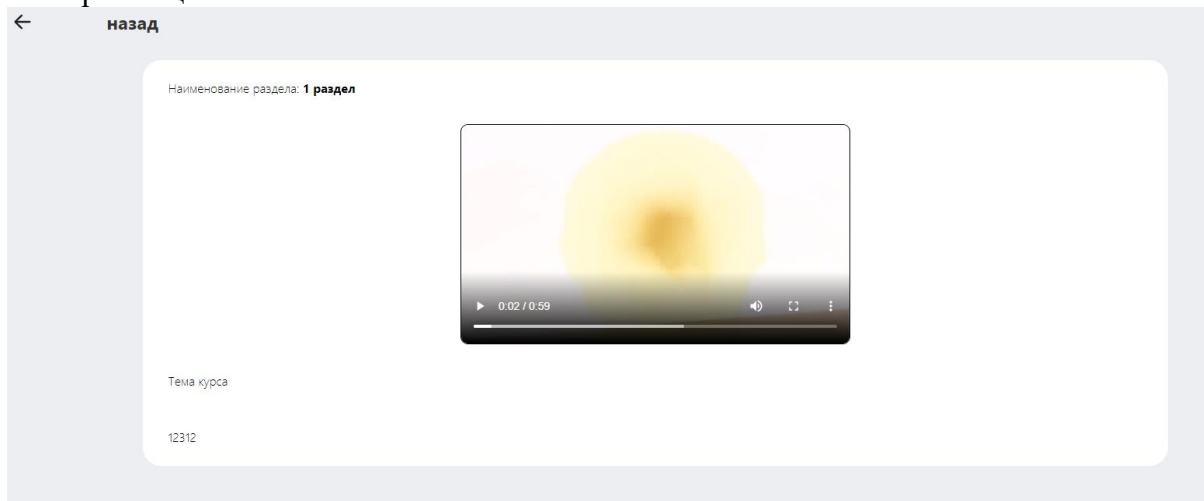 назад
Наименование раздела: 1 раздел
0:02 / 0:59
Тема курса
12312